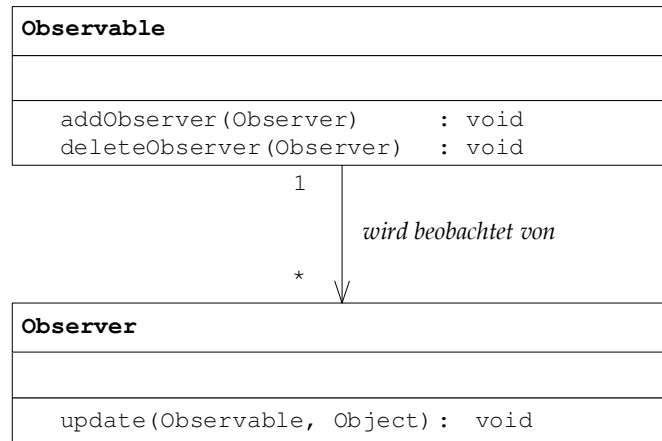 Observable
addObserver(Observer) : void
deleteObserver(Observer) : void
1
wird beobachtet von
*
Observer
update(Observable, Object): void